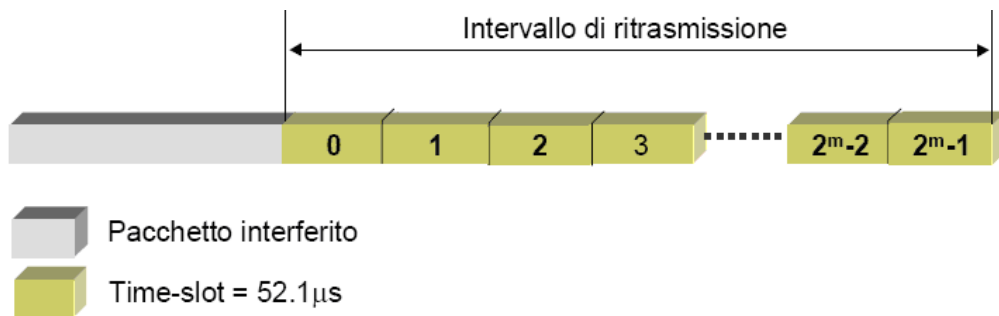 Intervallo di ritrasmissione
0 1 2 3 2ᵐ-2 2ᵐ-1
Pacchetto interferito
Time-slot = 52.1μs